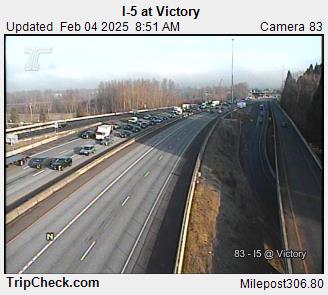 I-5 at Victory
Updated Feb 04 2025 8:51 AM Camera 83
N
83 - I5 @ Victory
TripCheck.com Milepost306.80